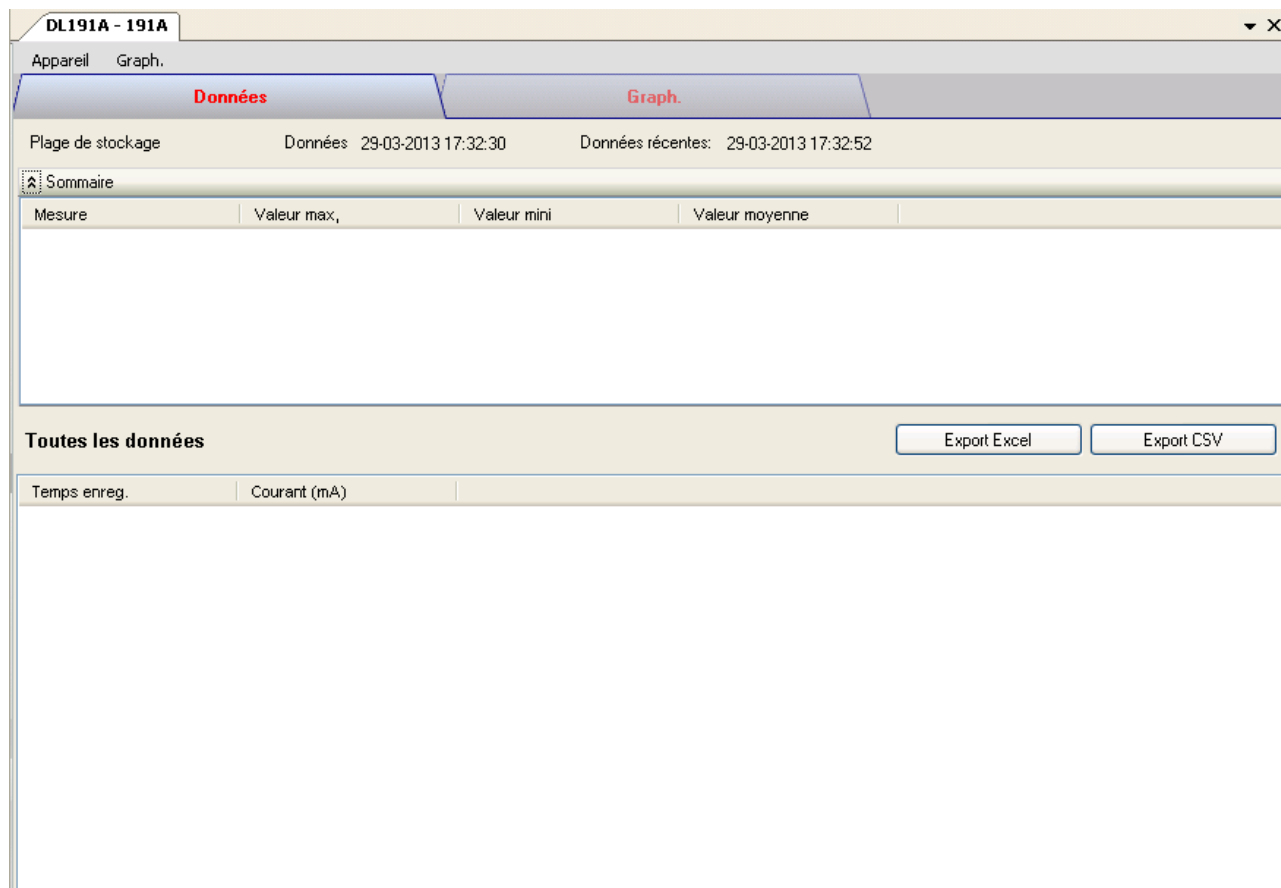 DL191A - 191A
Appareil Graph.
Données Graph.
Plage de stockage Données 29-03-2013 17:32:30 Données récentes: 29-03-2013 17:32:52
Sommaire
Mesure Valeur max, Valeur mini Valeur moyenne
Toutes les données Export Excel Export CSV
Temps enreg. Courant (mA)